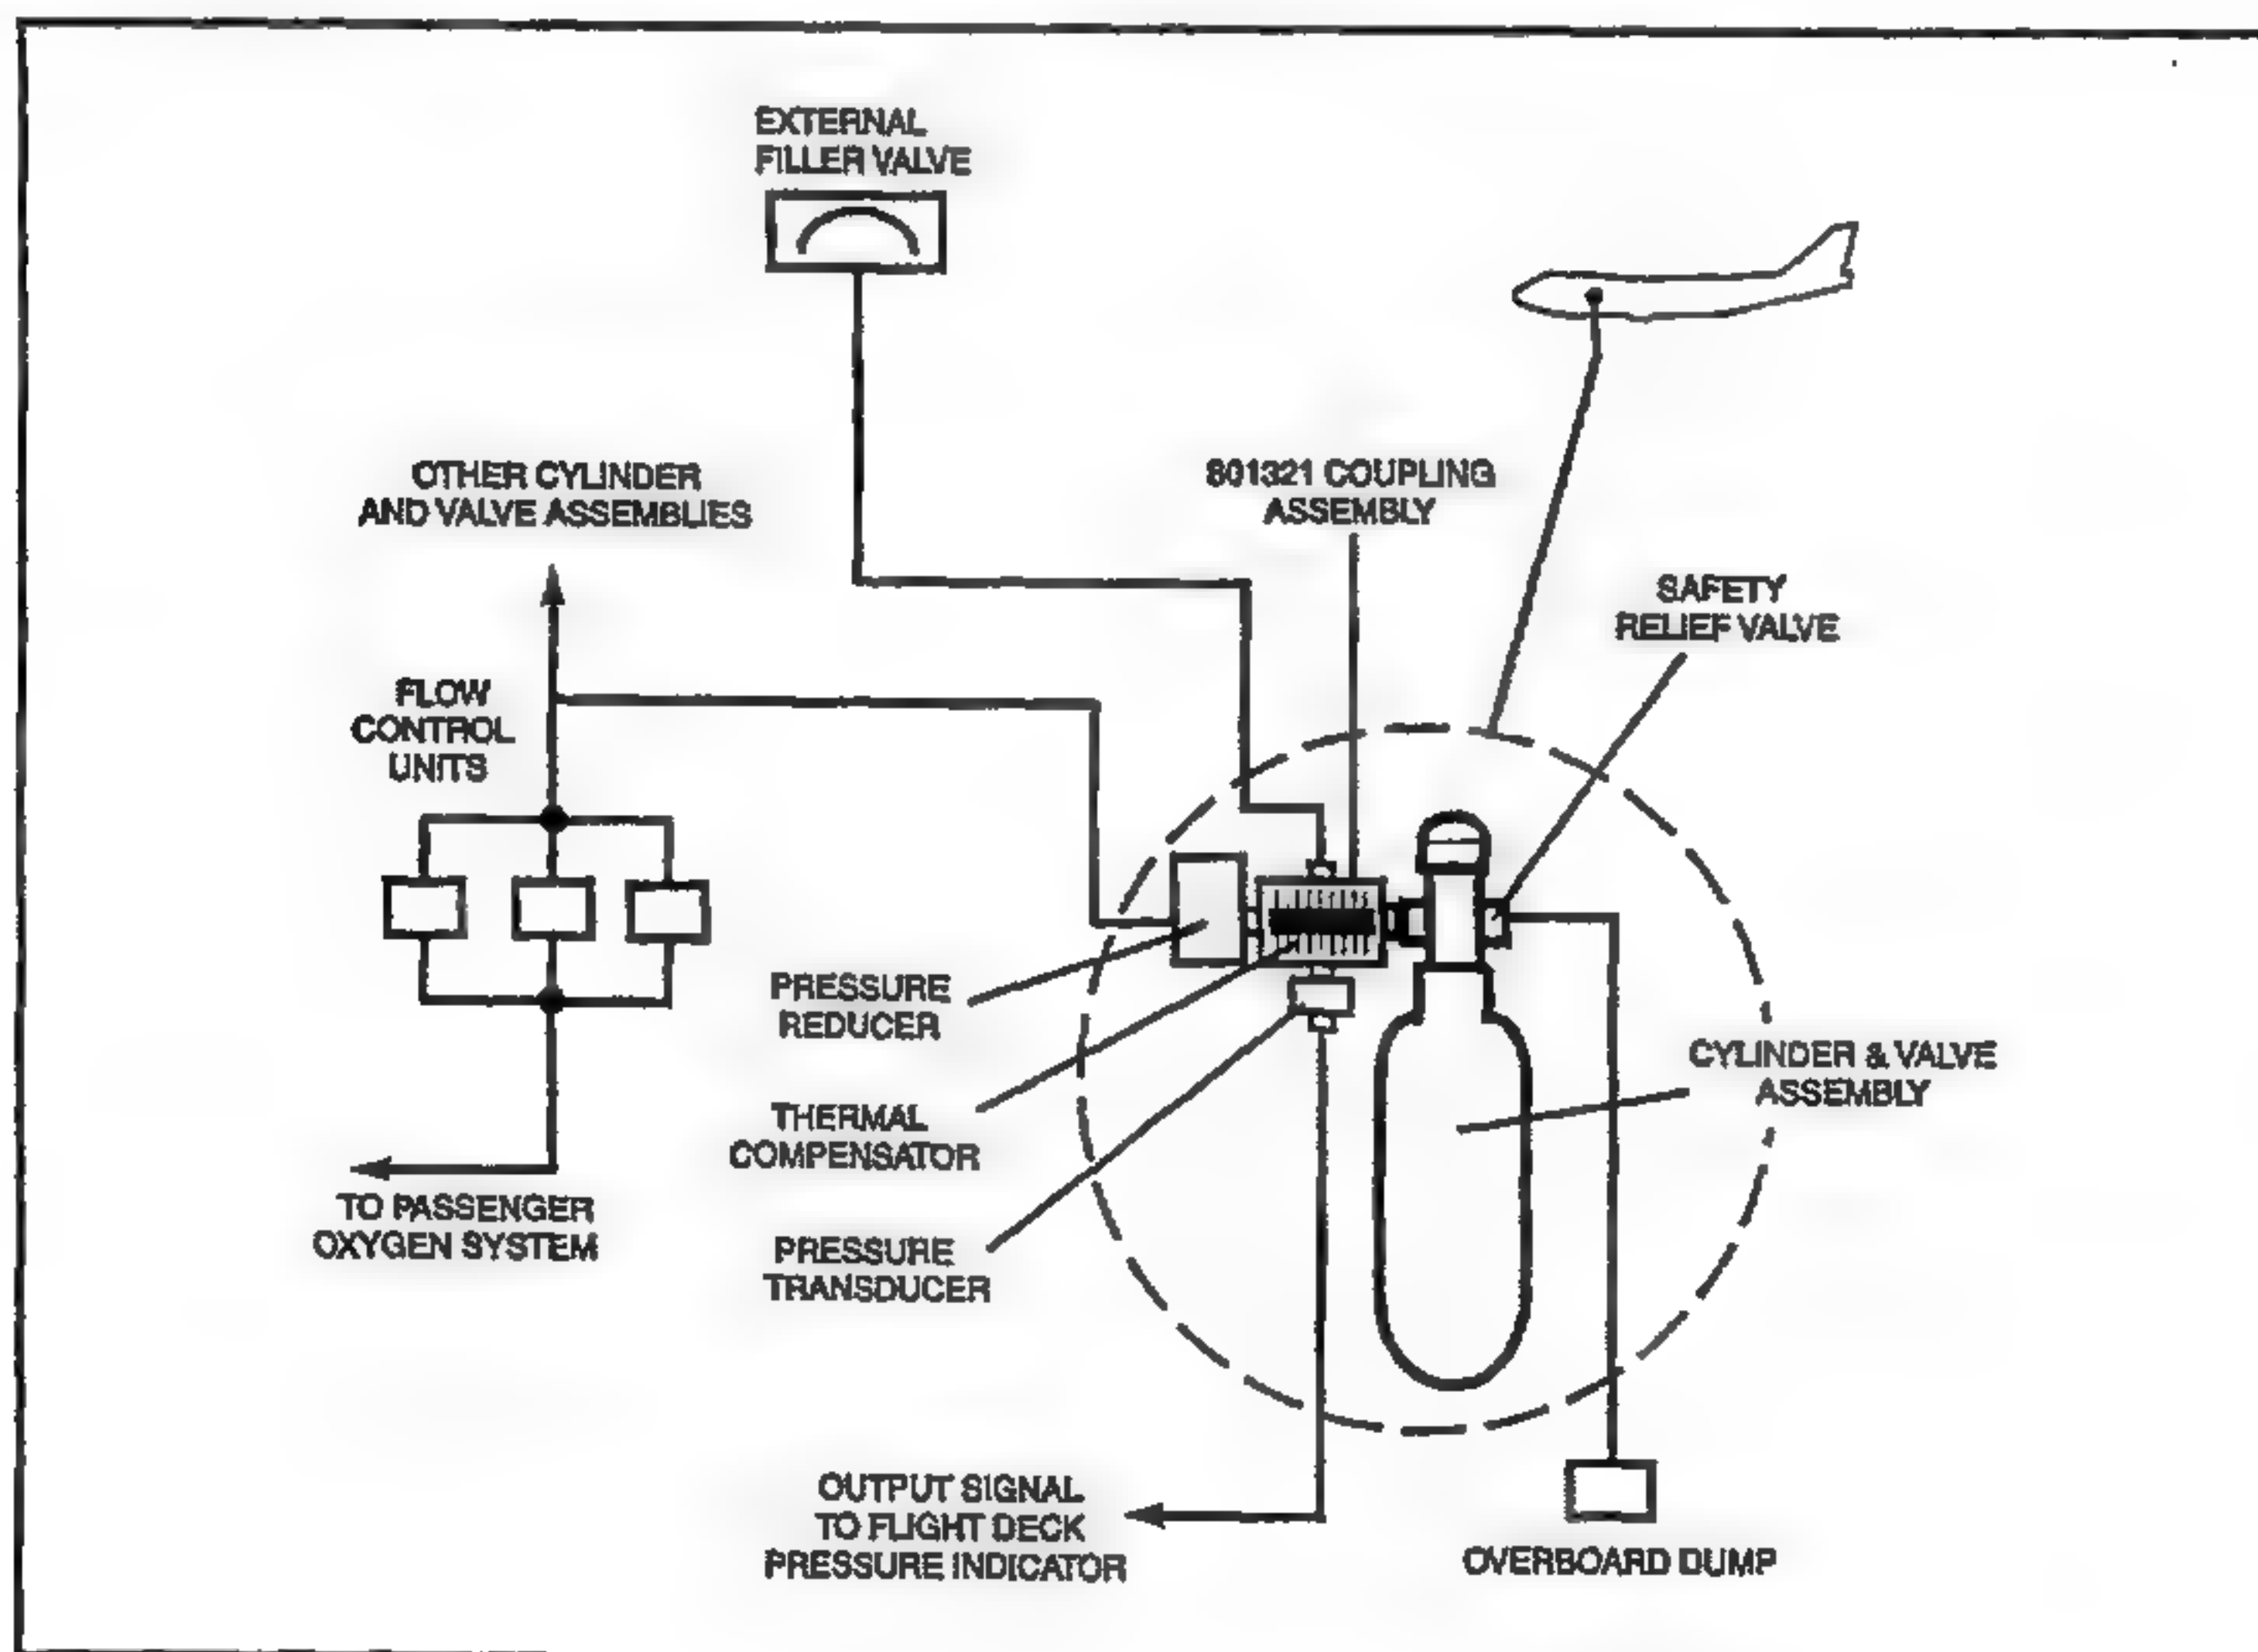 EXTERNAL
FILLER VALVE
OTHER CYLINDER
AND VALVE ASSEMBLIES
801321 COUPLING
ASSEMBLY
SAFETY
RELIEF VALVE
FLOW
CONTROL
UNITS
PRESSURE
REDUCER
CYLINDER & VALVE
ASSEMBLY
THERMAL
COMPENSATOR
TO PASSENGER
OXYGEN SYSTEM
PRESSURE
TRANSDUCER
OUTPUT SIGNAL
TO FLIGHT DECK
PRESSURE INDICATOR
OVERBOARD DUMP